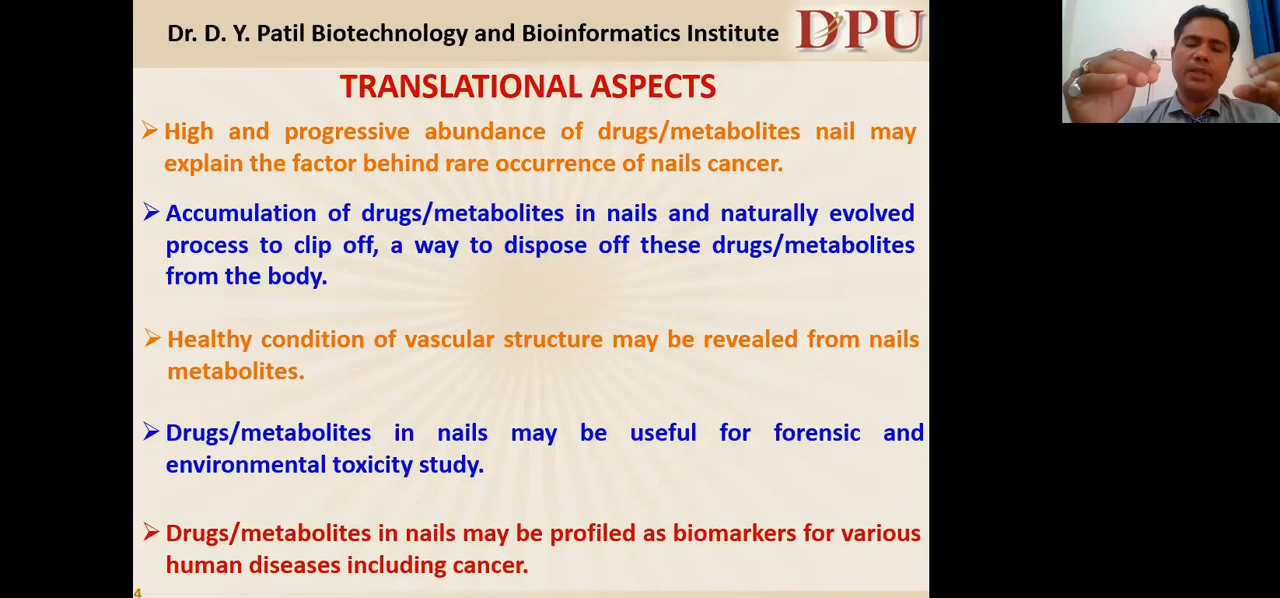 Dr. D. Y. Patil Biotechnology and Bioinformatics Institute
DPU
TRANSLATIONAL ASPECTS
➢ High and progressive abundance of drugs/metabolites nail may
explain the factor behind rare occurrence of nails cancer.
➢ Accumulation of drugs/metabolites in nails and naturally evolved
process to clip off, a way to dispose off these drugs/metabolites
from the body.
➢ Healthy condition of vascular structure may be revealed from nails
metabolites.
➢ Drugs/metabolites in nails may be useful for forensic and
environmental toxicity study.
➢ Drugs/metabolites in nails may be profiled as biomarkers for various
human diseases including cancer.
4